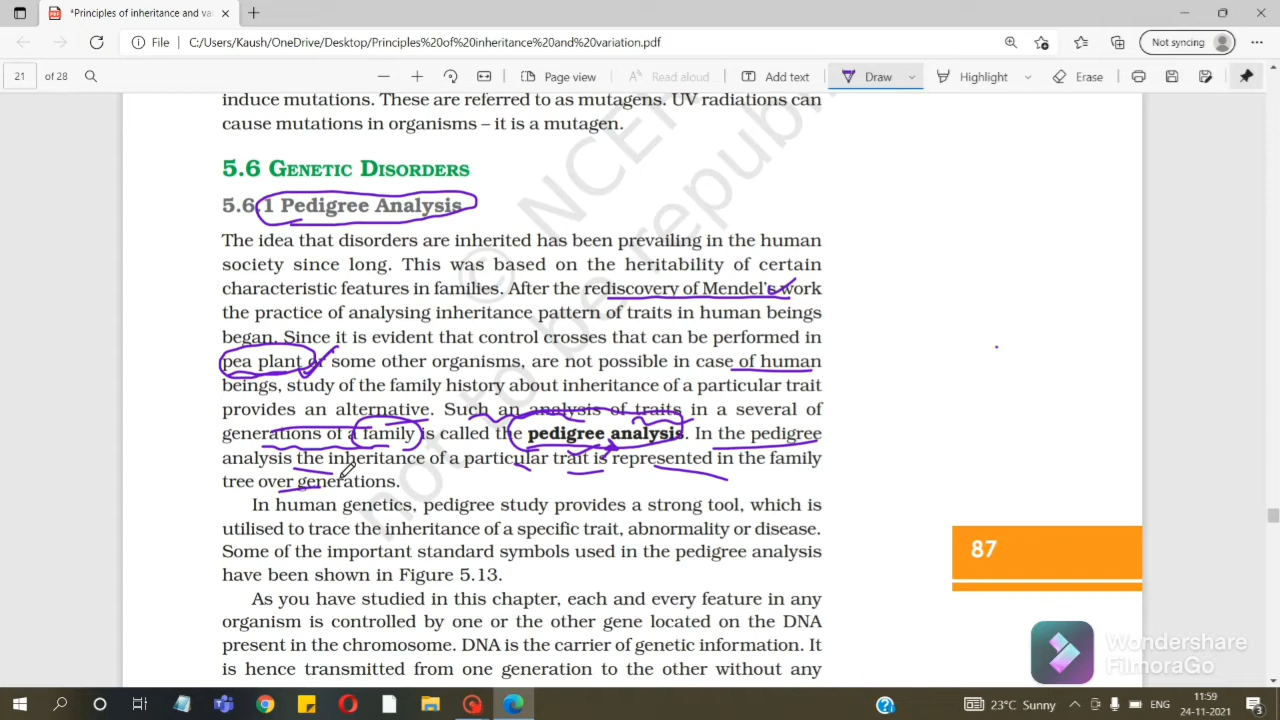 *Principles of inheritance and var
File
C:/Users/Kaush/OneDrive/Desktop/Principles%20of%20inheritance%20and%20variation.pdf
Not syncing
21 of 28
Page view
Read aloud
Add text
Draw
Highlight
Erase
induce mutations. These are referred to as mutagens. UV radiations can
cause mutations in organisms – it is a mutagen.
5.6 GENETIC DISORDERS
5.6.1 Pedigree Analysis
The idea that disorders are inherited has been prevailing in the human
society since long. This was based on the heritability of certain
characteristic features in families. After the rediscovery of Mendel's work
the practice of analysing inheritance pattern of traits in human beings
began. Since it is evident that control crosses that can be performed in
pea plant or some other organisms, are not possible in case of human
beings, study of the family history about inheritance of a particular trait
provides an alternative. Such an analysis of traits in a several of
generations of a family is called the pedigree analysis. In the pedigree
analysis the inheritance of a particular trait is represented in the family
tree over generations.
In human genetics, pedigree study provides a strong tool, which is
utilised to trace the inheritance of a specific trait, abnormality or disease.
Some of the important standard symbols used in the pedigree analysis
have been shown in Figure 5.13.
As you have studied in this chapter, each and every feature in any
organism is controlled by one or the other gene located on the DNA
present in the chromosome. DNA is the carrier of genetic information. It
is hence transmitted from one generation to the other without any
© NCER
not to be republ
87
Wondershare
FilmoraGo
23°C Sunny
ENG
11:59
24-11-2021
3